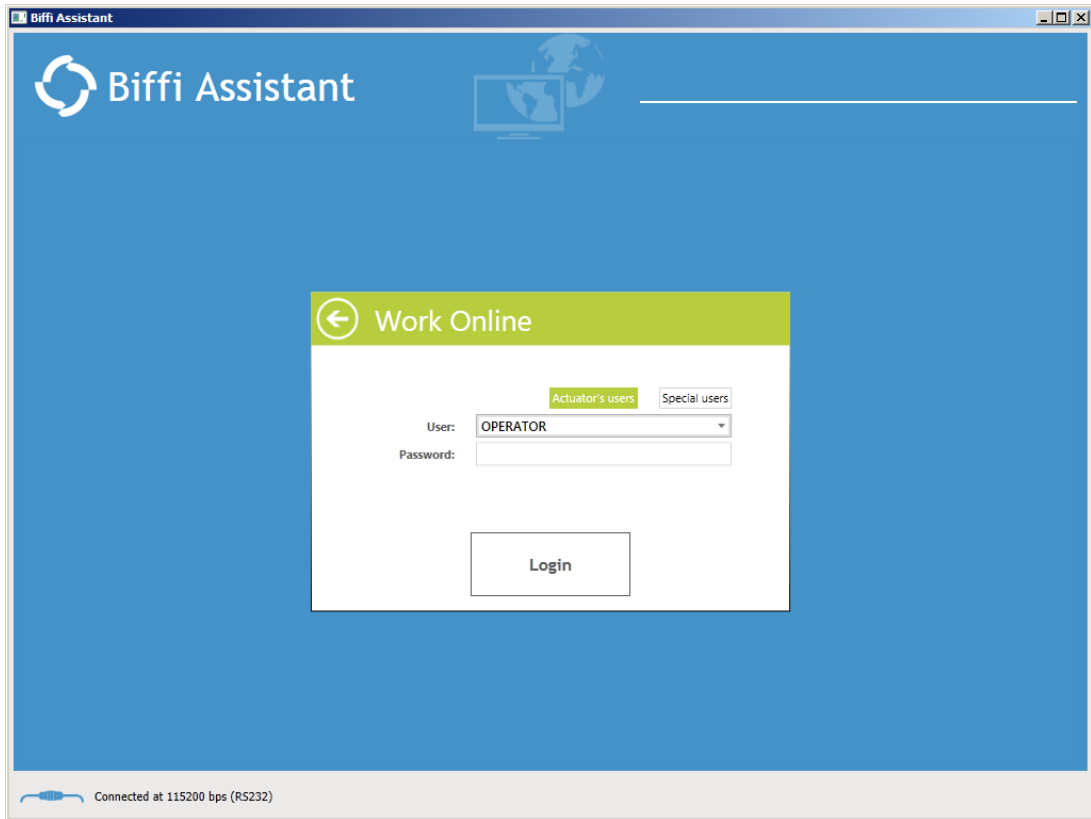 Biffi Assistant
Biffi Assistant
Work Online
Actuator's users Special users
User: OPERATOR
Password:
Login
Connected at 115200 bps (RS232)